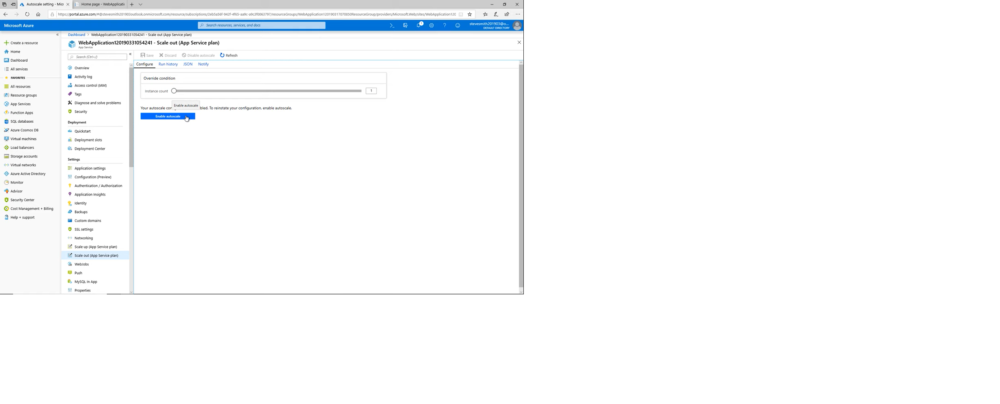 Autoscale setting - Micr
Home page - WebApplicatic
https://portal.azure.com/#@stevesmith201903outlook.onmicrosoft.com/resource/subscriptions/2eb5a56f-942f-4f65-aa9c-a9c3f0063797/resourceGroups/WebApplication120190317070850ResourceGroup/providers/Microsoft.Web/sites/WebApplication120
Microsoft Azure
Search resources, services, and docs
1
stevesmith201903@o...
DEFAULT DIRECTORY
Dashboard > WebApplication120190331054241 - Scale out (App Service plan)
WebApplication120190331054241 - Scale out (App Service plan)
App Service
Create a resource
Home
Dashboard
All services
FAVORITES
All resources
Resource groups
App Services
Function Apps
SQL databases
Azure Cosmos DB
Virtual machines
Load balancers
Storage accounts
Virtual networks
Azure Active Directory
Monitor
Advisor
Security Center
Cost Management + Billing
Help + support
Search (Ctrl+/)
Overview
Activity log
Access control (IAM)
Tags
Diagnose and solve problems
Security
Deployment
Quickstart
Deployment slots
Deployment Center
Settings
Application settings
Configuration (Preview)
Authentication / Authorization
Application Insights
Identity
Backups
Custom domains
SSL settings
Networking
Scale up (App Service plan)
Scale out (App Service plan)
WebJobs
Push
MySQL In App
Properties
Save Discard Disable autoscale Refresh
Configure Run history JSON Notify
Override condition
Instance count 1
Enable autoscale
Your autoscale con bled. To reinstate your configuration, enable autoscale.
Enable autoscale